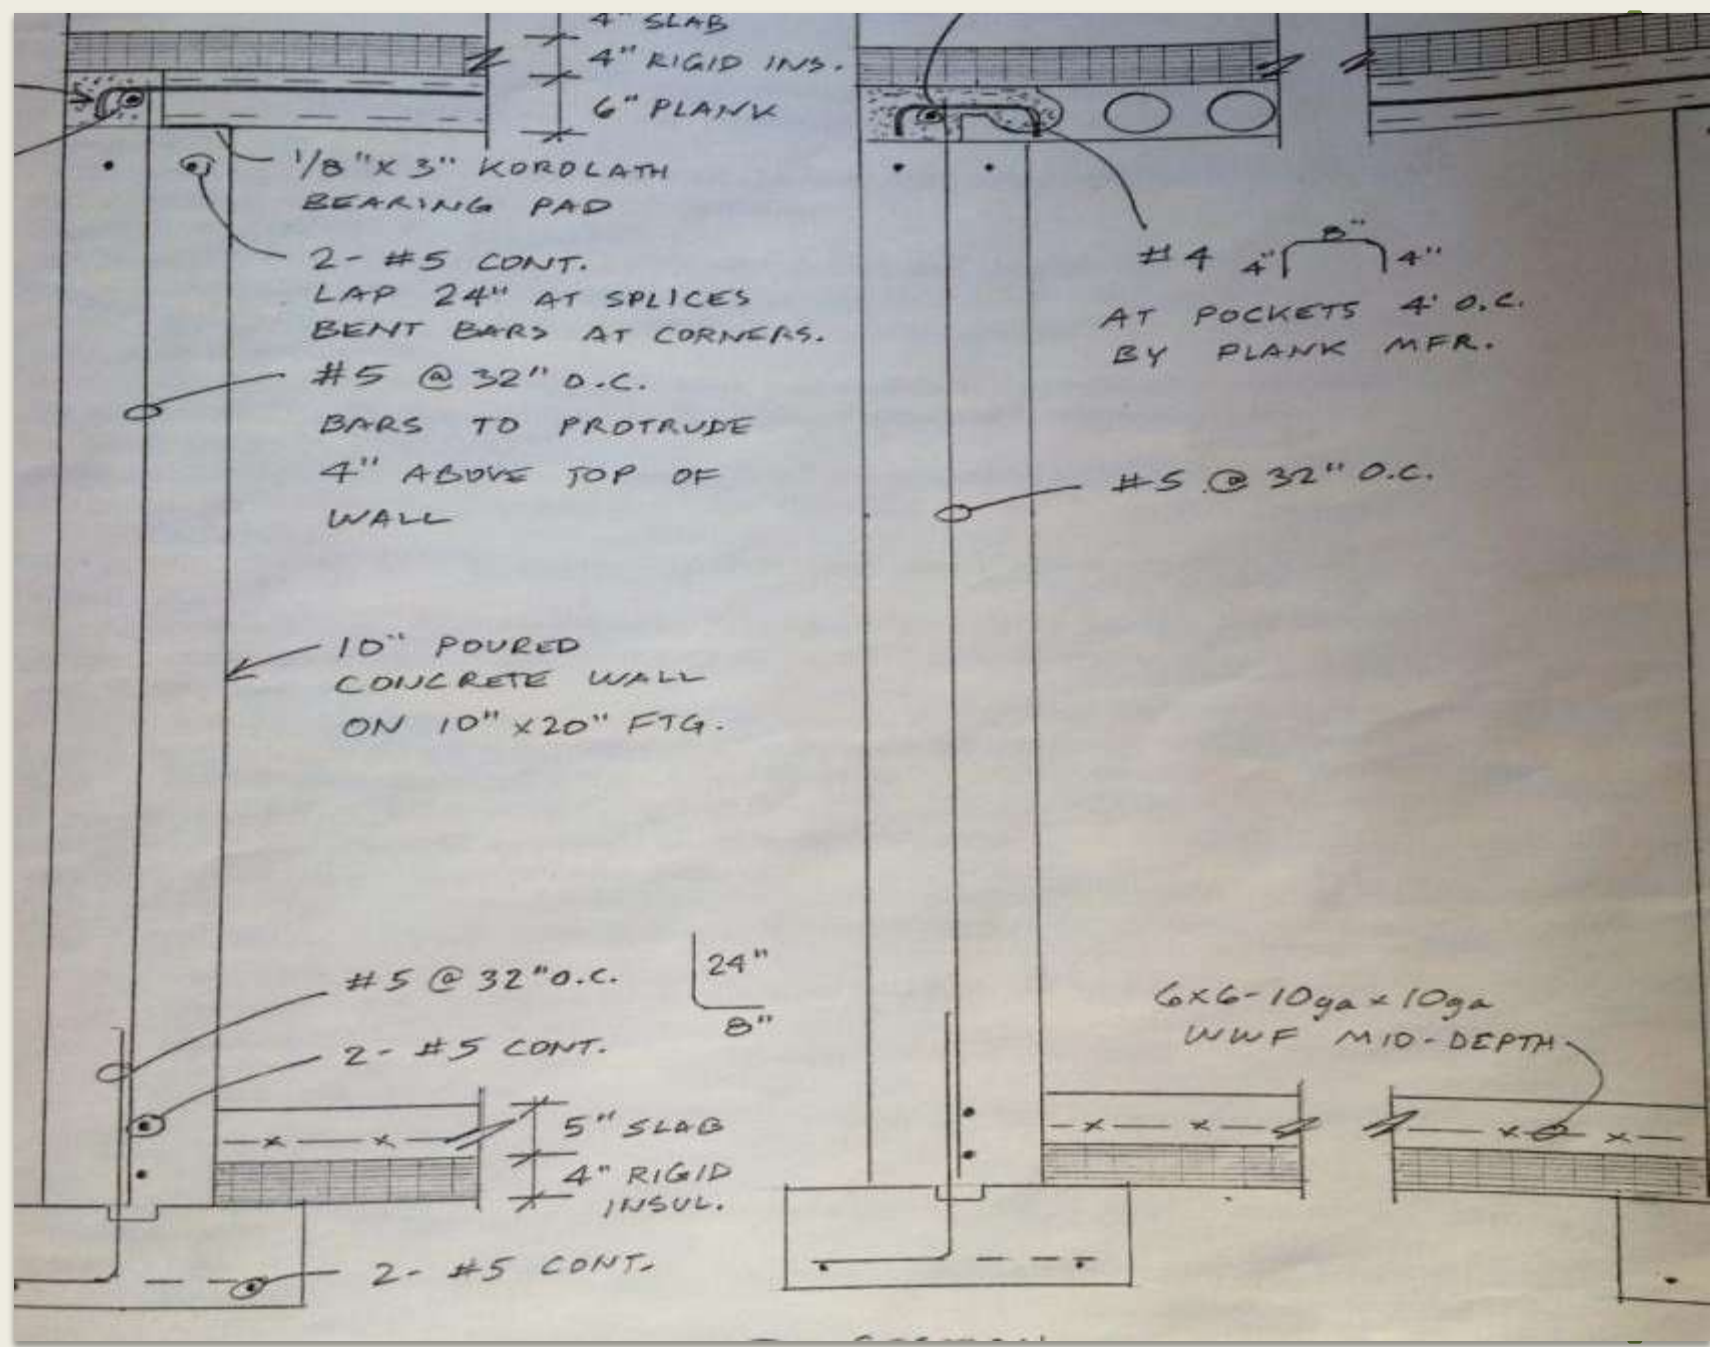 4" SLAB
4" RIGID INS.
6" PLANK
1/8" X 3" KOROLATH
BEARING PAD
2- #5 CONT.
LAP 24" AT SPLICES
BENT BARS AT CORNERS.
#5 @ 32" O.C.
BARS TO PROTRUDE
4" ABOVE TOP OF
WALL
10" POURED
CONCRETE WALL
ON 10" X 20" FTG.
#5 @ 32" O.C.
24"
8"
2- #5 CONT.
5" SLAB
4" RIGID
INSUL.
2- #5 CONT.
8"
#4 4" 4"
AT POCKETS 4' O.C.
BY PLANK MFR.
#5 @ 32" O.C.
6x6-10ga x 10ga
WWF MID-DEPTH